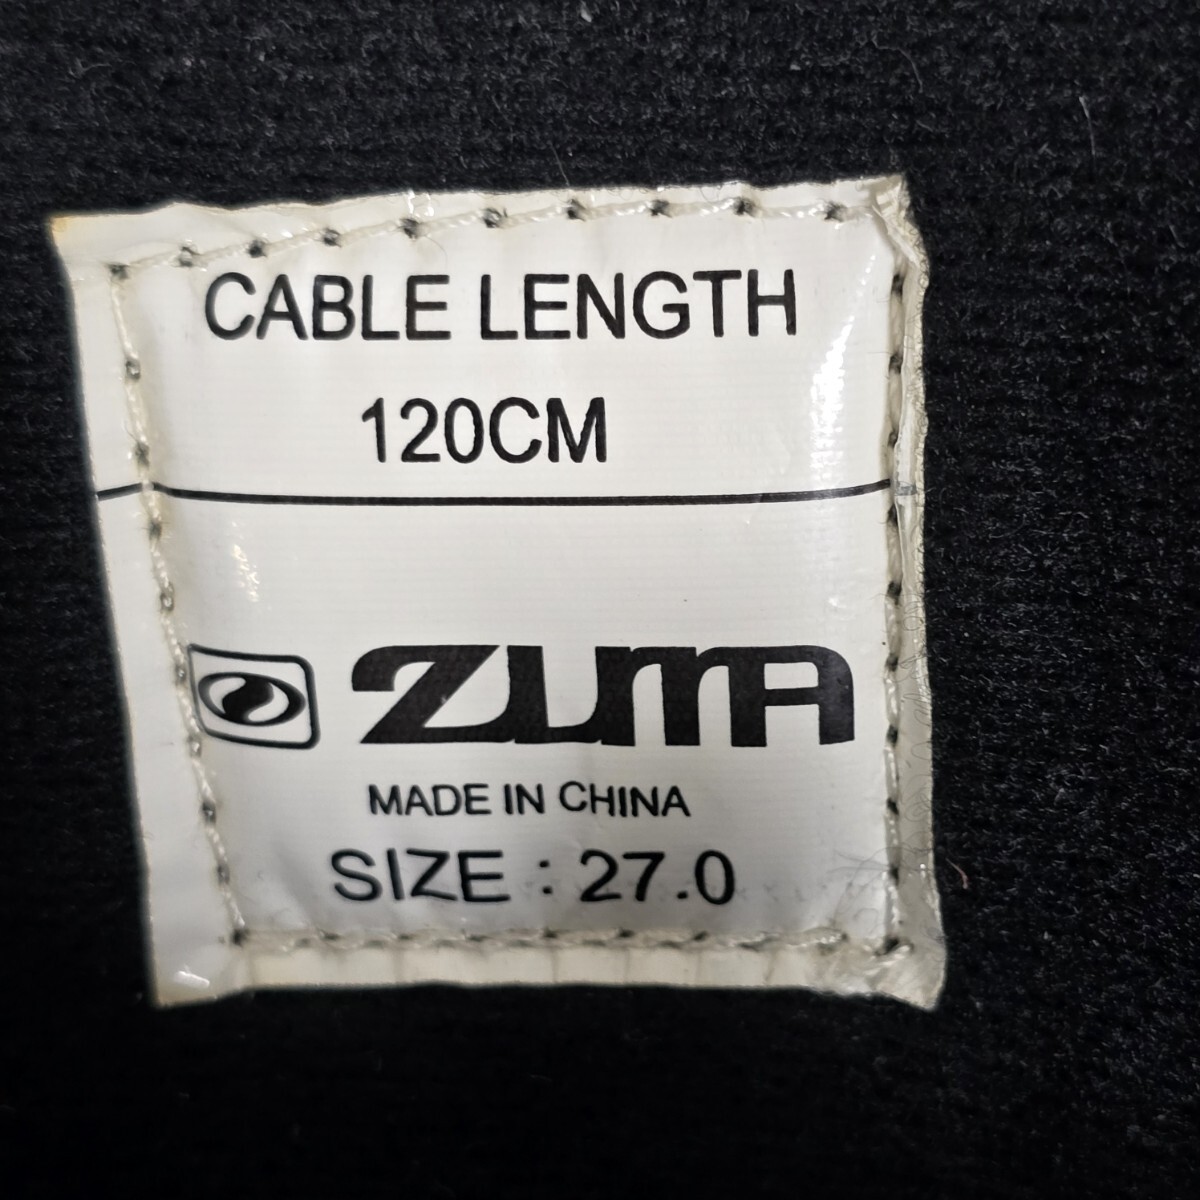 CABLE LENGTH
120CM
ZUMA
MADE IN CHINA
SIZE : 27.0